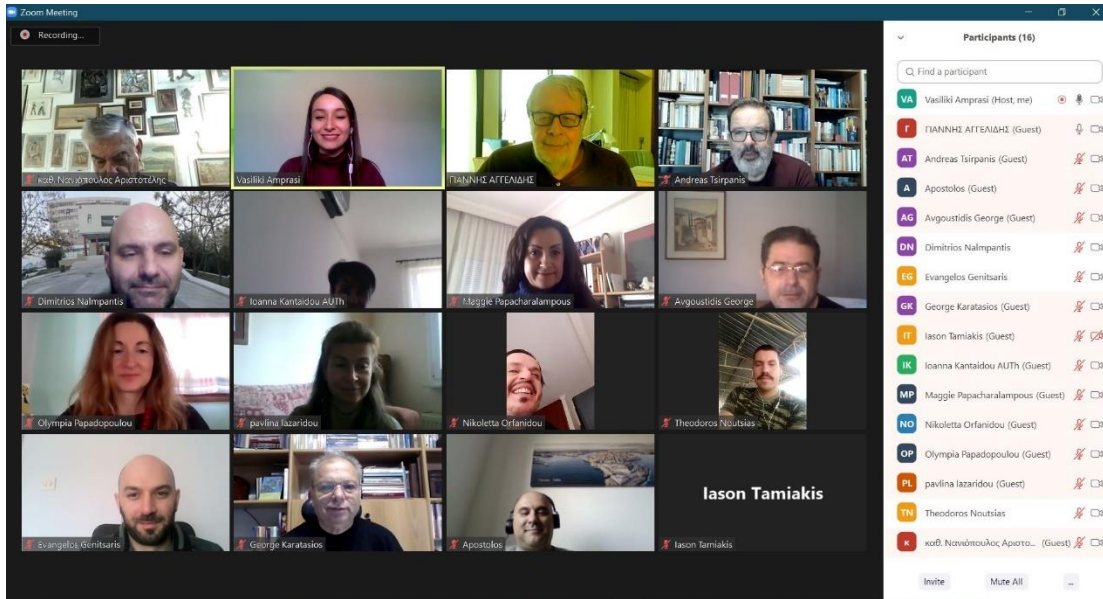 Zoom Meeting
Recording...
καθ. Νανιόπουλος Αριστοτέλης
Vasiliki Amprasi
ΓΙΑΝΝΗΣ ΑΓΓΕΛΙΔΗΣ
Andreas Tsirpanis
Dimitrios Nalmpantis
Ioanna Kantaidou AUTh
Maggie Papacharalampous
Avgoustidis George
Olympia Papadopoulou
pavlina lazaridou
Nikoletta Orfanidou
Theodoros Noutsias
Evangelos Genitsaris
George Karatasios
Apostolos
Iason Tamiakis
Iason Tamiakis
Participants (16)
Find a participant
VA Vasiliki Amprasi (Host, me)
Γ ΓΙΑΝΝΗΣ ΑΓΓΕΛΙΔΗΣ (Guest)
AT Andreas Tsirpanis (Guest)
A Apostolos (Guest)
AG Avgoustidis George (Guest)
DN Dimitrios Nalmpantis
EG Evangelos Genitsaris
GK George Karatasios (Guest)
IT Iason Tamiakis (Guest)
IK Ioanna Kantaidou AUTh (Guest)
MP Maggie Papacharalampous (Guest)
NO Nikoletta Orfanidou (Guest)
OP Olympia Papadopoulou (Guest)
PL pavlina lazaridou (Guest)
TN Theodoros Noutsias
κ καθ. Νανιόπουλος Αριστο... (Guest)
Invite Mute All ...